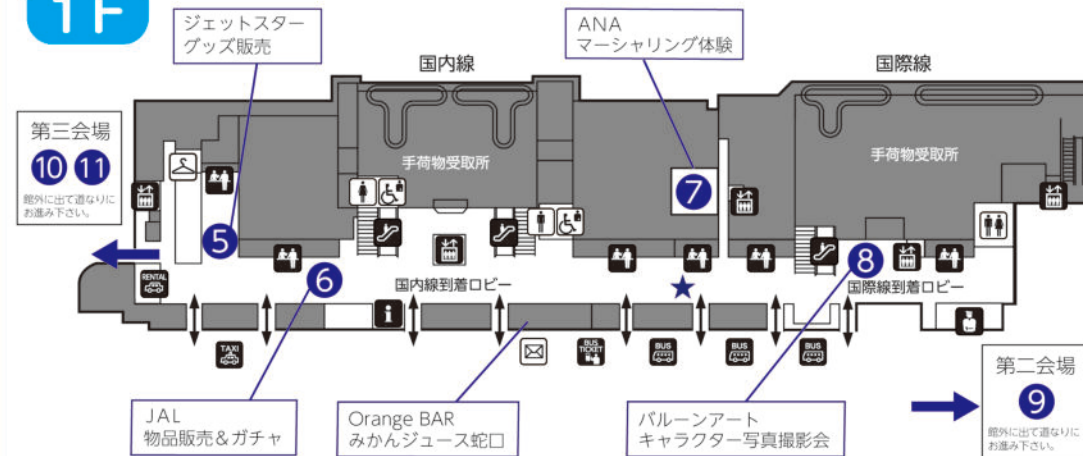 1F
ジェットスター
グッズ販売
ANA
マーシャリング体験
国内線
国際線
第三会場
10 11
館外に出て道なりに
お進み下さい。
手荷物受取所
手荷物受取所
7
5
6
8
RENTAL
国内線到着ロビー
国際線到着ロビー
i
TAXI
BUS
TICKET
BUS
BUS
BUS
JAL
物品販売&ガチャ
Orange BAR
みかんジュース蛇口
バルーンアート
キャラクター写真撮影会
第二会場
9
館外に出て道なりに
お進み下さい。